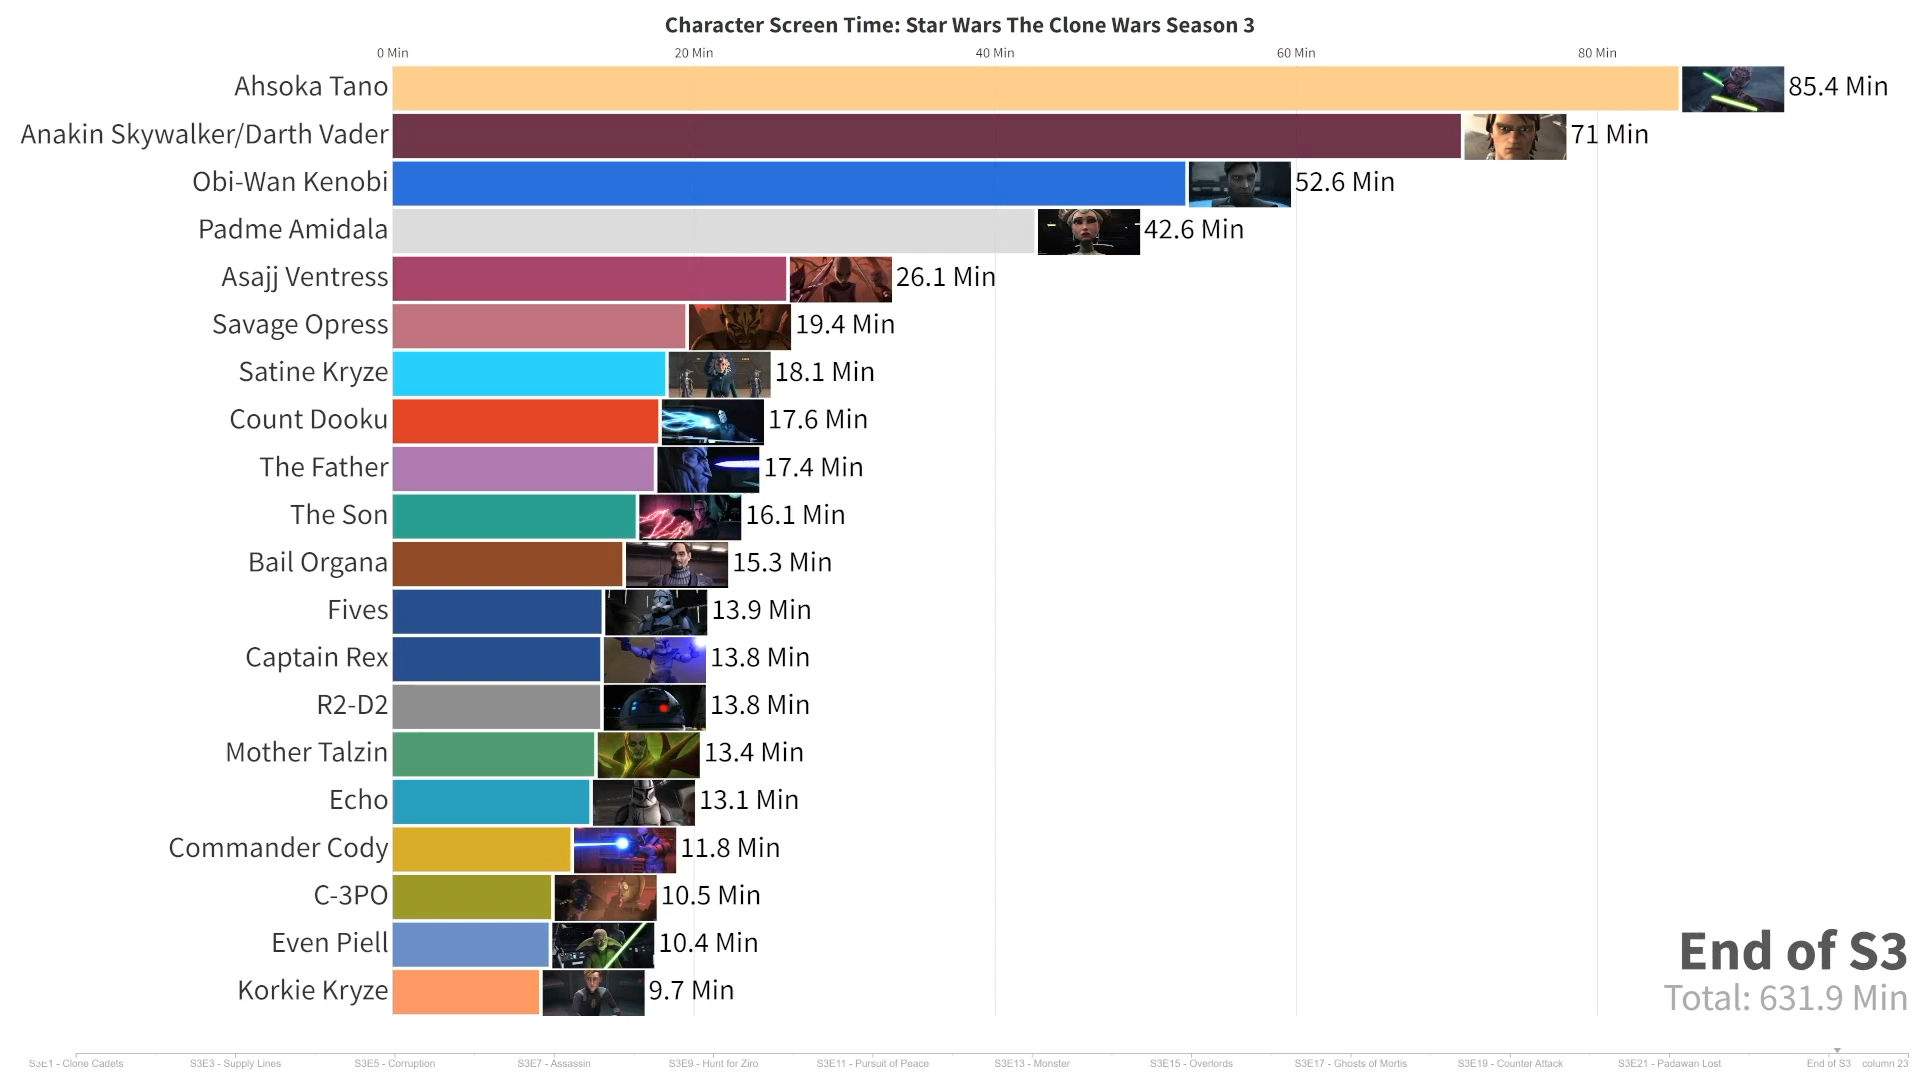 Character Screen Time: Star Wars The Clone Wars Season 3
0 Min 20 Min 40 Min 60 Min 80 Min
Ahsoka Tano 85.4 Min
Anakin Skywalker/Darth Vader 71 Min
Obi-Wan Kenobi 52.6 Min
Padme Amidala 42.6 Min
Asajj Ventress 26.1 Min
Savage Opress 19.4 Min
Satine Kryze 18.1 Min
Count Dooku 17.6 Min
The Father 17.4 Min
The Son 16.1 Min
Bail Organa 15.3 Min
Fives 13.9 Min
Captain Rex 13.8 Min
R2-D2 13.8 Min
Mother Talzin 13.4 Min
Echo 13.1 Min
Commander Cody 11.8 Min
C-3PO 10.5 Min
Even Piell 10.4 Min
Korkie Kryze 9.7 Min
End of S3
Total: 631.9 Min
S3E1 - Clone Cadets S3E3 - Supply Lines S3E5 - Corruption S3E7 - Assassin S3E9 - Hunt for Ziro S3E11 - Pursuit of Peace S3E13 - Monster S3E15 - Overlords S3E17 - Ghosts of Mortis S3E19 - Counter Attack S3E21 - Padawan Lost End of S3 column 23